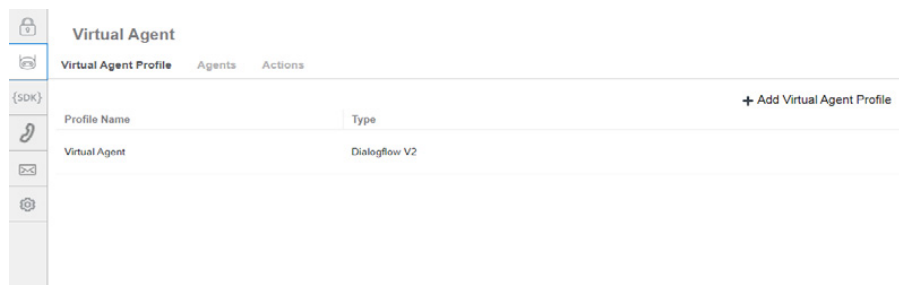 Virtual Agent
Virtual Agent Profile Agents Actions
{SDK}
+ Add Virtual Agent Profile
Profile Name Type
Virtual Agent Dialogflow V2